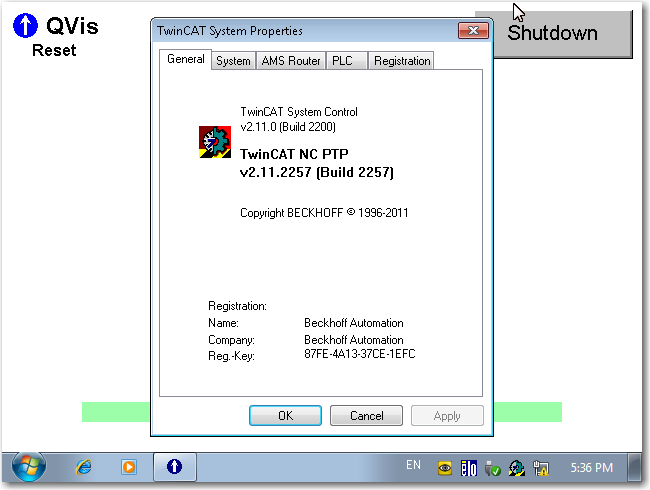 QVis
Reset
Shutdown
TwinCAT System Properties
General
System
AMS Router
PLC
Registration
TwinCAT System Control
v2.11.0 (Build 2200)
TwinCAT NC PTP
v2.11.2257 (Build 2257)
Copyright BECKHOFF © 1996-2011
Registration:
Name: Beckhoff Automation
Company: Beckhoff Automation
Reg.-Key: 87FE-4A13-37CE-1EFC
OK
Cancel
Apply
EN
5:36 PM